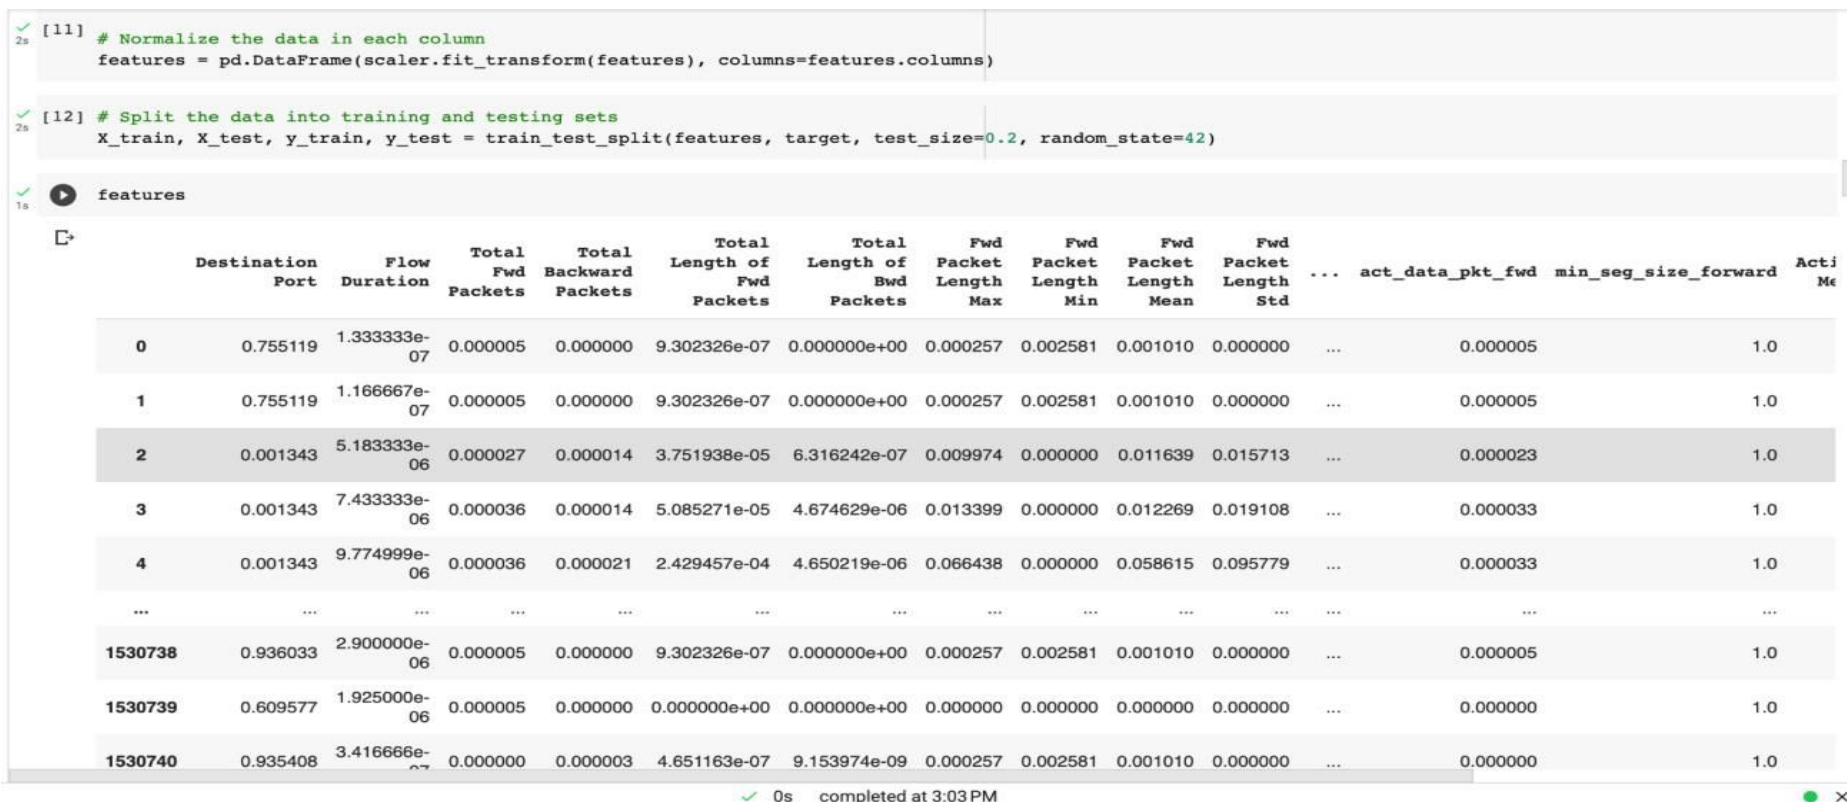 [11] # Normalize the data in each column
2s
features = pd.DataFrame(scaler.fit_transform(features), columns=features.columns)
[12] # Split the data into training and testing sets
2s
X_train, X_test, y_train, y_test = train_test_split(features, target, test_size=0.2, random_state=42)
features
1s
Destination Port Flow Duration Total Fwd Packets Total Backward Packets Total Length of Fwd Packets Total Length of Bwd Packets Fwd Packet Length Max Fwd Packet Length Min Fwd Packet Length Mean Fwd Packet Length Std ... act_data_pkt_fwd min_seg_size_forward
0 0.755119 1.333333e-07 0.000005 0.000000 9.302326e-07 0.000000e+00 0.000257 0.002581 0.001010 0.000000 ... 0.000005 1.0
1 0.755119 1.166667e-07 0.000005 0.000000 9.302326e-07 0.000000e+00 0.000257 0.002581 0.001010 0.000000 ... 0.000005 1.0
2 0.001343 5.183333e-06 0.000027 0.000014 3.751938e-05 6.316242e-07 0.009974 0.000000 0.011639 0.015713 ... 0.000023 1.0
3 0.001343 7.433333e-06 0.000036 0.000014 5.085271e-05 4.674629e-06 0.013399 0.000000 0.012269 0.019108 ... 0.000033 1.0
4 0.001343 9.774999e-06 0.000036 0.000021 2.429457e-04 4.650219e-06 0.066438 0.000000 0.058615 0.095779 ... 0.000033 1.0
... ... ... ... ... ... ... ... ... ... ... ... ... ...
1530738 0.936033 2.900000e-06 0.000005 0.000000 9.302326e-07 0.000000e+00 0.000257 0.002581 0.001010 0.000000 ... 0.000005 1.0
1530739 0.609577 1.925000e-06 0.000005 0.000000 0.000000e+00 0.000000e+00 0.000000 0.000000 0.000000 0.000000 ... 0.000000 1.0
1530740 0.935408 3.416666e- 0.000000 0.000003 4.651163e-07 9.153974e-09 0.000257 0.002581 0.001010 0.000000 ... 0.000000 1.0
0s completed at 3:03 PM